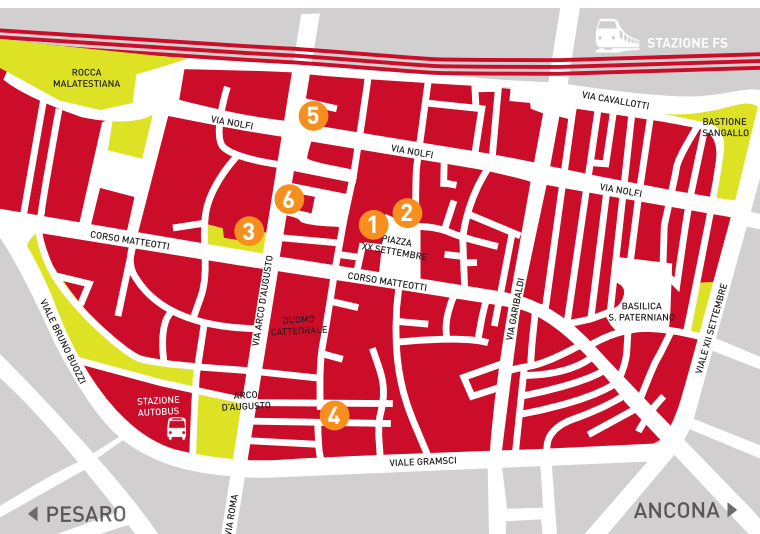 STAZIONE FS
ROCCA
MALATESTIANA
VIA CAVALLOTTI
5
VIA NOLFI
BASTIONE
SANGALLO
VIA NOLFI
VIA NOLFI
6
2
1
3
PIAZZA
XX SETTEMBRE
CORSO MATTEOTTI
CORSO MATTEOTTI
VIA ARCO D'AUGUSTO
VIA GARIBALDI
BASILICA
S. PATERNIANO
VIALE XII SETTEMBRE
DUOMO
CATTEDRALE
VIALE BRUNO BUOZZI
STAZIONE
AUTOBUS
ARCO
D'AUGUSTO
4
VIALE GRAMSCI
VIA ROMA
PESARO
ANCONA